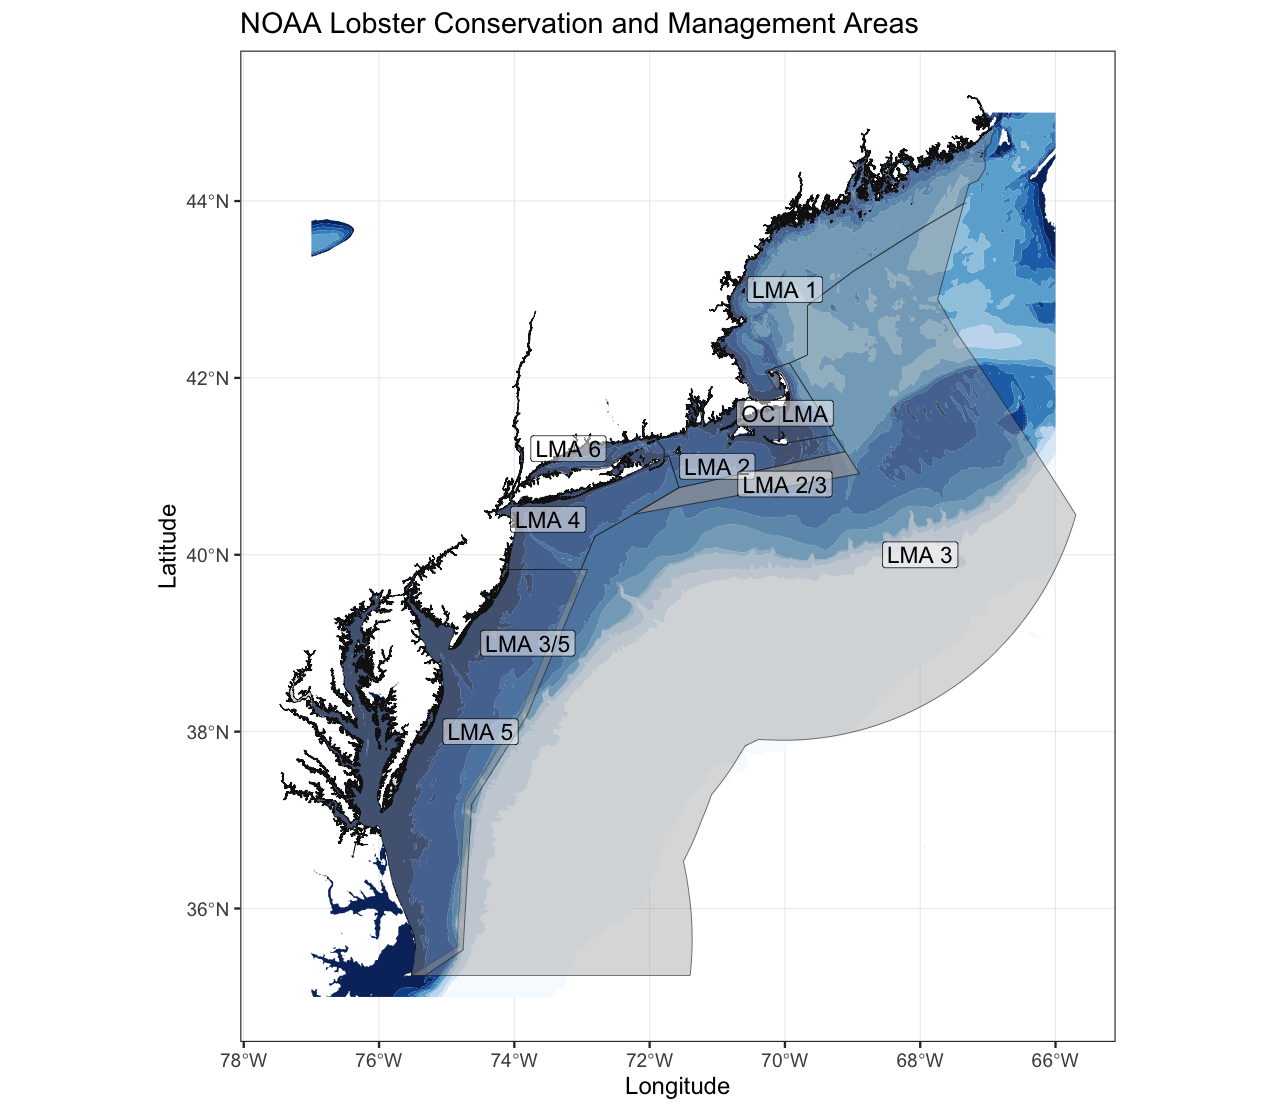 NOAA Lobster Conservation and Management Areas
44°N
42°N
40°N
38°N
36°N
Latitude
LMA 1
OC LMA
LMA 6
LMA 2
LMA 2/3
LMA 4
LMA 3
LMA 3/5
LMA 5
78°W
76°W
74°W
72°W
70°W
68°W
66°W
Longitude